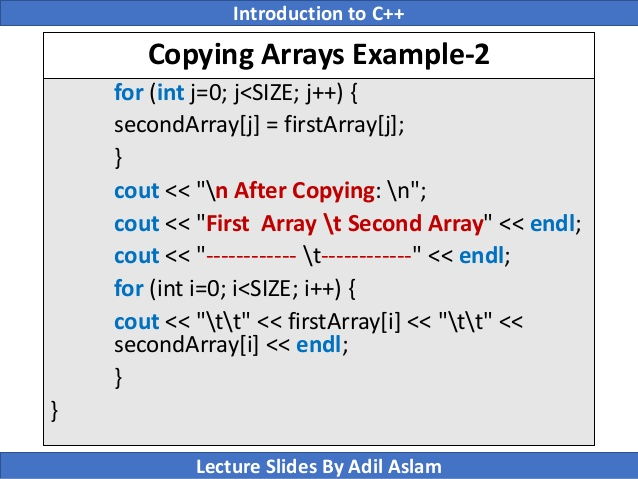 Introduction to C++
Copying Arrays Example-2
for (int j=0; j<SIZE; j++) {
secondArray[j] = firstArray[j];
}
cout << "\n After Copying: \n";
cout << "First  Array \t Second Array" << endl;
cout << "------------ \t------------" << endl;
for (int i=0; i<SIZE; i++) {
cout << "\t\t" << firstArray[i] << "\t\t" <<
secondArray[i] << endl;
}
}
Lecture Slides By Adil Aslam